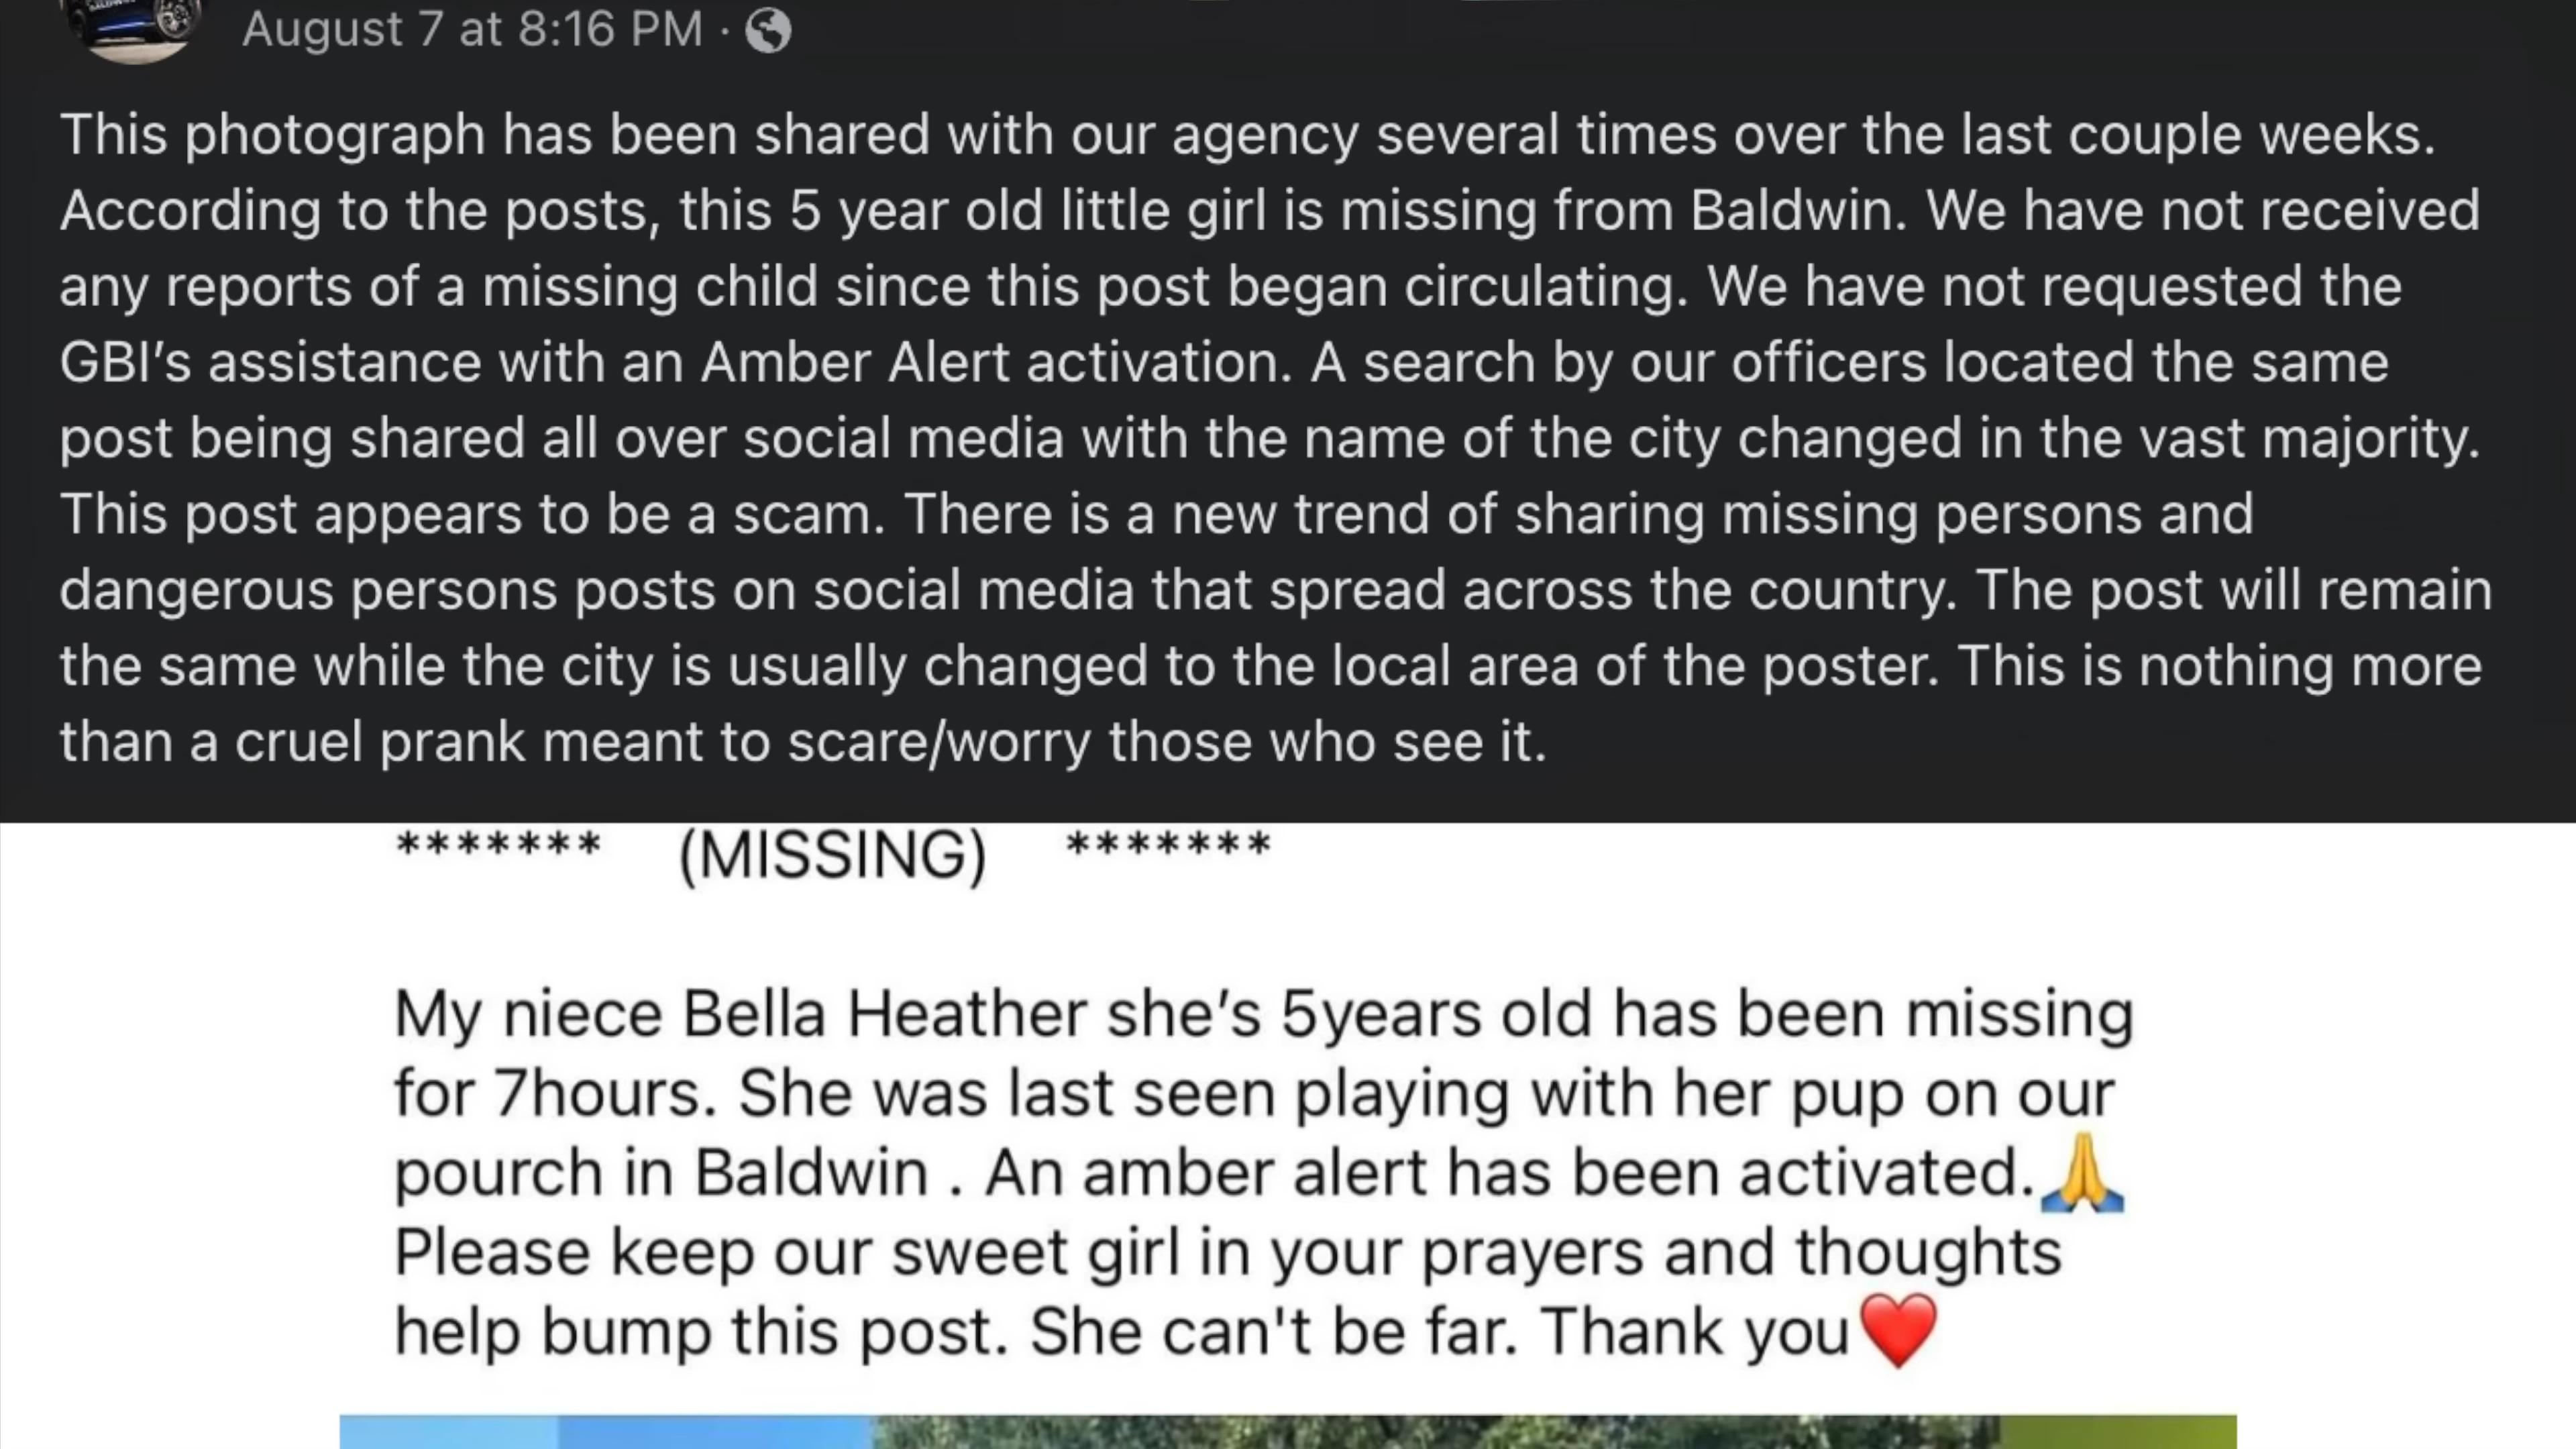 August 7 at 8:16 PM ·
This photograph has been shared with our agency several times over the last couple weeks.
According to the posts, this 5 year old little girl is missing from Baldwin. We have not received
any reports of a missing child since this post began circulating. We have not requested the
GBI’s assistance with an Amber Alert activation. A search by our officers located the same
post being shared all over social media with the name of the city changed in the vast majority.
This post appears to be a scam. There is a new trend of sharing missing persons and
dangerous persons posts on social media that spread across the country. The post will remain
the same while the city is usually changed to the local area of the poster. This is nothing more
than a cruel prank meant to scare/worry those who see it.
******* (MISSING) *******
My niece Bella Heather she’s 5years old has been missing
for 7hours. She was last seen playing with her pup on our
pourch in Baldwin . An amber alert has been activated.🙏
Please keep our sweet girl in your prayers and thoughts
help bump this post. She can't be far. Thank you❤️